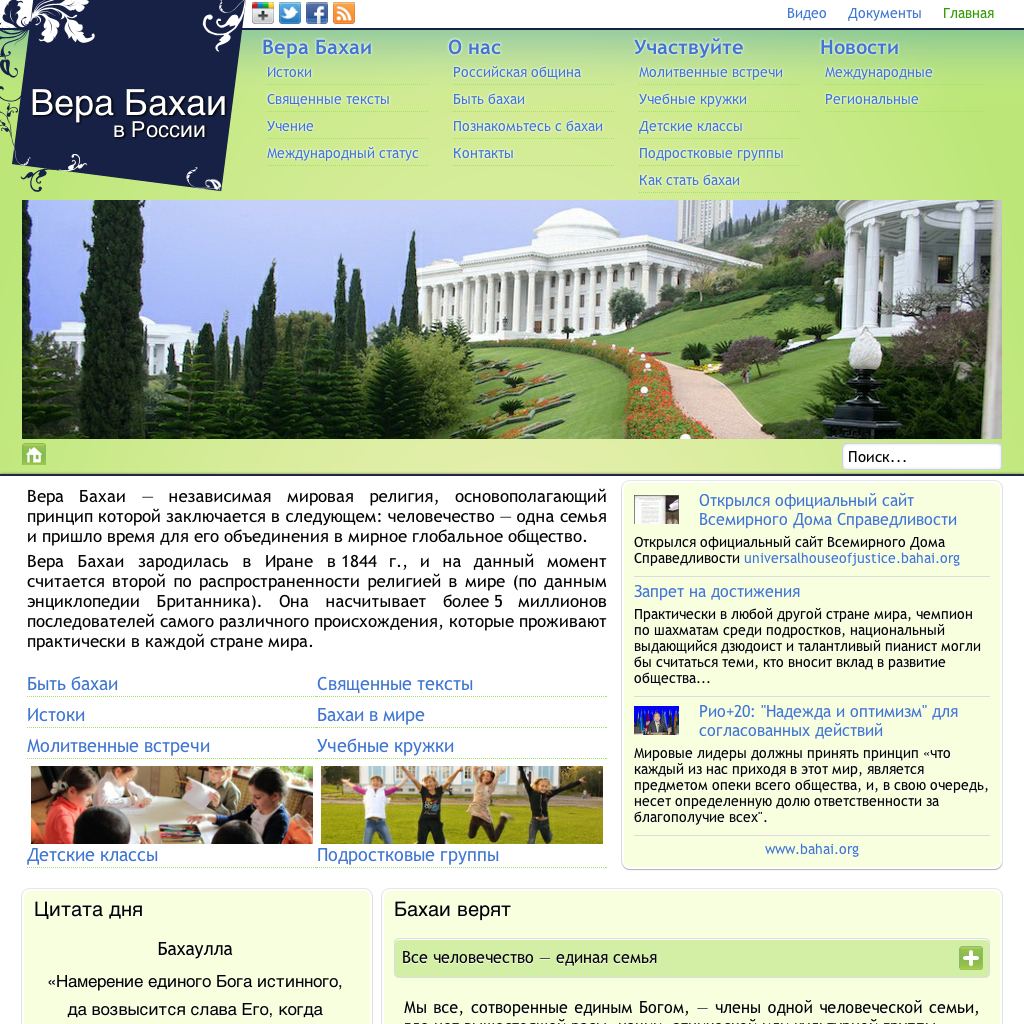 Видео Документы Главная
Вера Бахаи
в России
Вера Бахаи
Истоки
Священные тексты
Учение
Международный статус
О нас
Российская община
Быть бахаи
Познакомьтесь с бахаи
Контакты
Участвуйте
Молитвенные встречи
Учебные кружки
Детские классы
Подростковые группы
Как стать бахаи
Новости
Международные
Региональные
Поиск...
Вера Бахаи — независимая мировая религия, основополагающий
принцип которой заключается в следующем: человечество — одна семья
и пришло время для его объединения в мирное глобальное общество.
Вера Бахаи зародилась в Иране в 1844 г., и на данный момент
считается второй по распространенности религией в мире (по данным
энциклопедии Британника). Она насчитывает более 5 миллионов
последователей самого различного происхождения, которые проживают
практически в каждой стране мира.
Быть бахаи
Священные тексты
Истоки
Бахаи в мире
Молитвенные встречи
Учебные кружки
Детские классы
Подростковые группы
Открылся официальный сайт
Всемирного Дома Справедливости
Открылся официальный сайт Всемирного Дома
Справедливости universalhouseofjustice.bahai.org
Запрет на достижения
Практически в любой другой стране мира, чемпион
по шахматам среди подростков, национальный
выдающийся дзюдоист и талантливый пианист могли
бы считаться теми, кто вносит вклад в развитие
общества...
Рио+20: "Надежда и оптимизм" для
согласованных действий
Мировые лидеры должны принять принцип «что
каждый из нас приходя в этот мир, является
предметом опеки всего общества, и, в свою очередь,
несет определенную долю ответственности за
благополучие всех".
www.bahai.org
Цитата дня
Бахаулла
«Намерение единого Бога истинного,
да возвысится слава Его, когда
Бахаи верят
Все человечество — единая семья
Мы все, сотворенные единым Богом, — члены одной человеческой семьи,